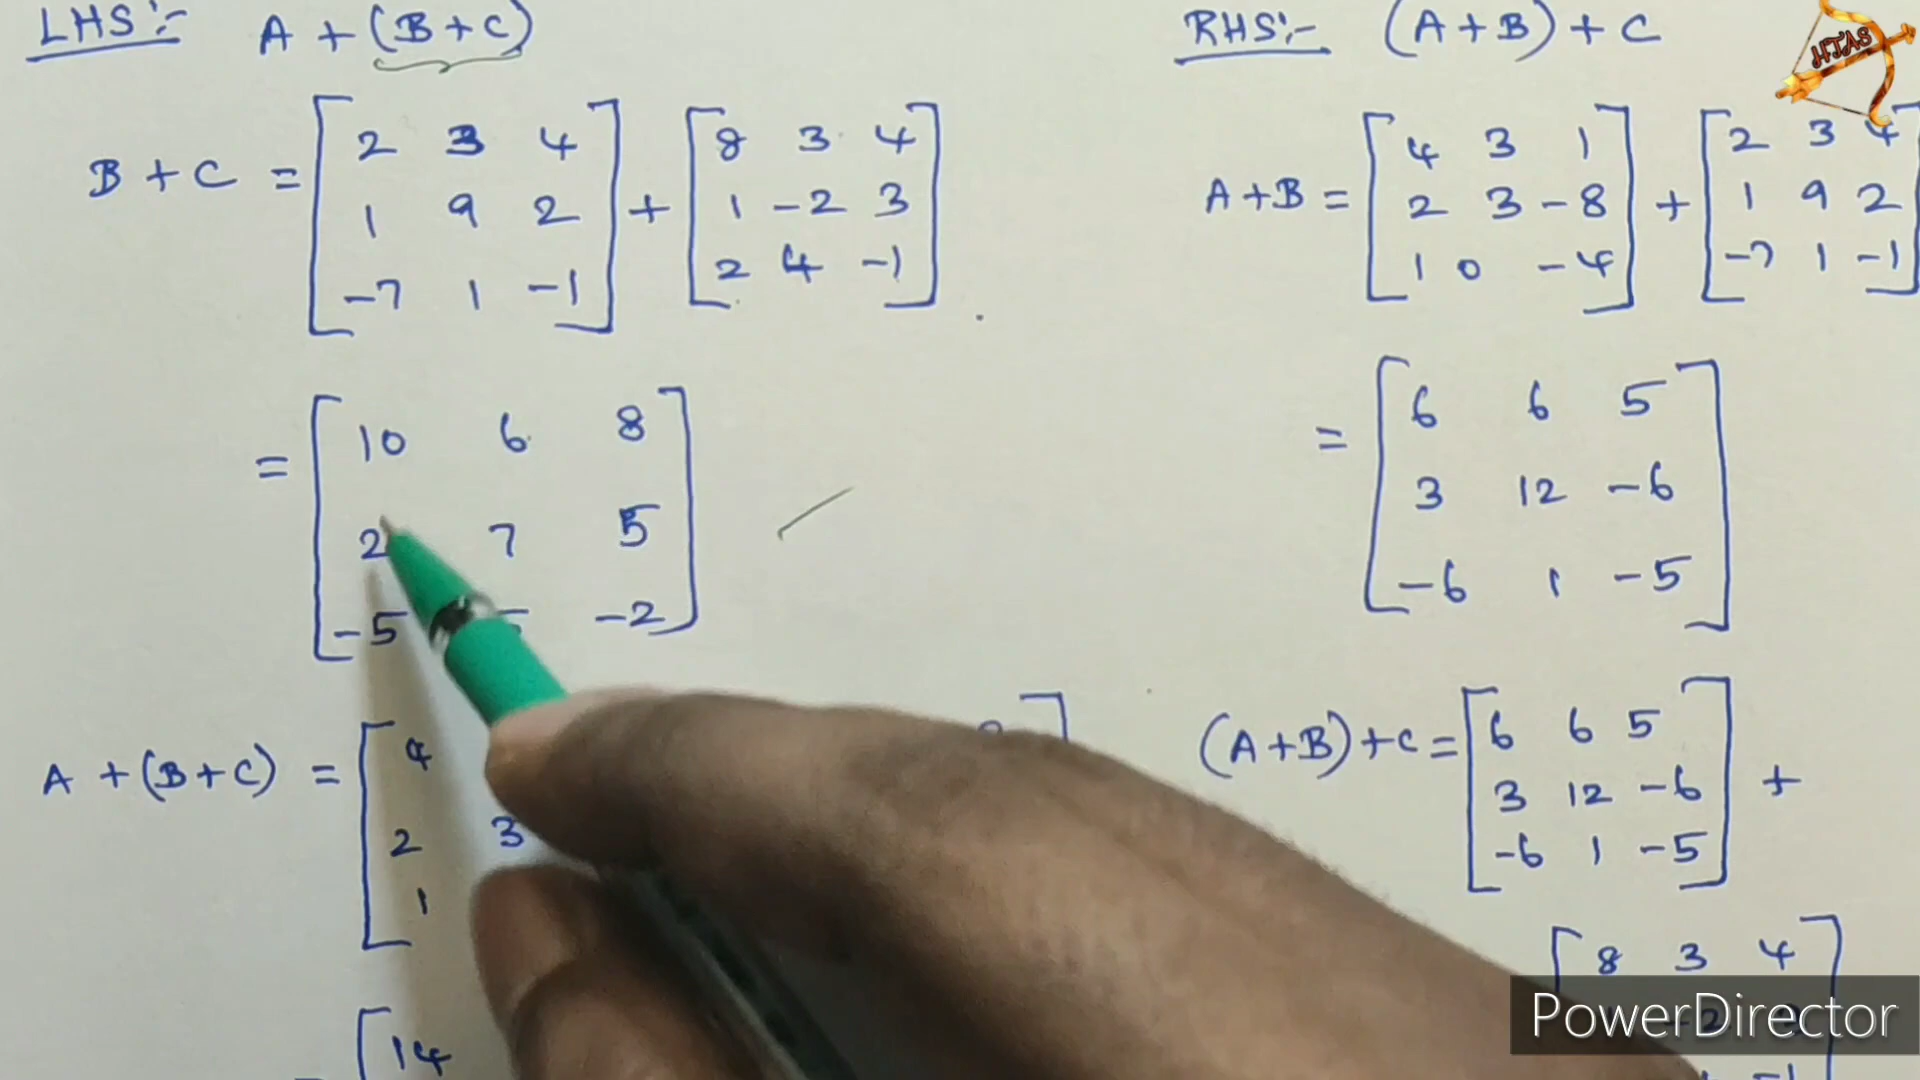 LHS:- A + (B + C)
B + C = [2 3 4] + [8 3 4]
1 9 2 1 -2 3
-7 1 -1 2 4 -1
= [10 6 8]
2 7 5
-5 -2
A + (B + C) = [4
2 3
1
[14
RHS:- (A + B) + C
HTAS
A + B = [4 3 1] + [2 3 4]
2 3 -8 1 9 2
1 0 -4 -7 1 -1
= [6 6 5]
3 12 -6
-6 1 -5
(A + B) + C = [6 6 5] +
3 12 -6
-6 1 -5
[8 3 4]
PowerDirector